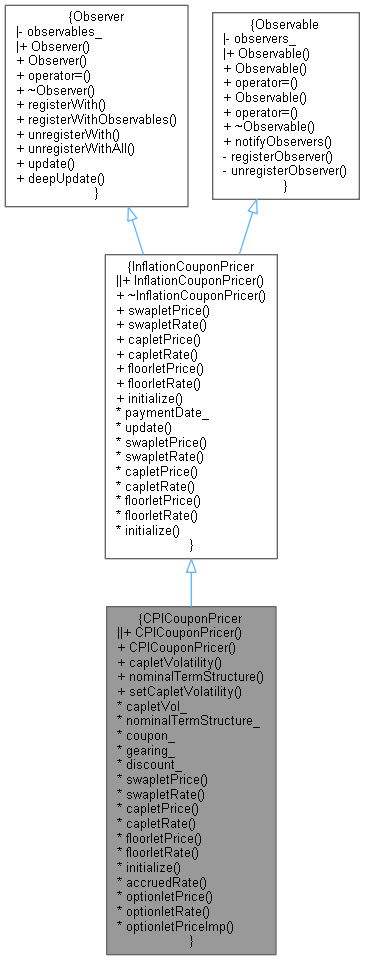 {Observer
|- observables_
|+ Observer()
+ Observer()
+ operator=()
+ ~Observer()
+ registerWith()
+ registerWithObservables()
+ unregisterWith()
+ unregisterWithAll()
+ update()
+ deepUpdate()
}
{Observable
|- observers_
|+ Observable()
+ Observable()
+ operator=()
+ Observable()
+ operator=()
+ ~Observable()
+ notifyObservers()
- registerObserver()
- unregisterObserver()
}
{InflationCouponPricer
||+ InflationCouponPricer()
+ ~InflationCouponPricer()
+ swapletPrice()
+ swapletRate()
+ capletPrice()
+ capletRate()
+ floorletPrice()
+ floorletRate()
+ initialize()
* paymentDate_
* update()
* swapletPrice()
* swapletRate()
* capletPrice()
* capletRate()
* floorletPrice()
* floorletRate()
* initialize()
}
{CPICouponPricer
||+ CPICouponPricer()
+ CPICouponPricer()
+ capletVolatility()
+ nominalTermStructure()
+ setCapletVolatility()
* capletVol_
* nominalTermStructure_
* coupon_
* gearing_
* discount_
* swapletPrice()
* swapletRate()
* capletPrice()
* capletRate()
* floorletPrice()
* floorletRate()
* initialize()
* accruedRate()
* optionletPrice()
* optionletRate()
* optionletPriceImp()
}